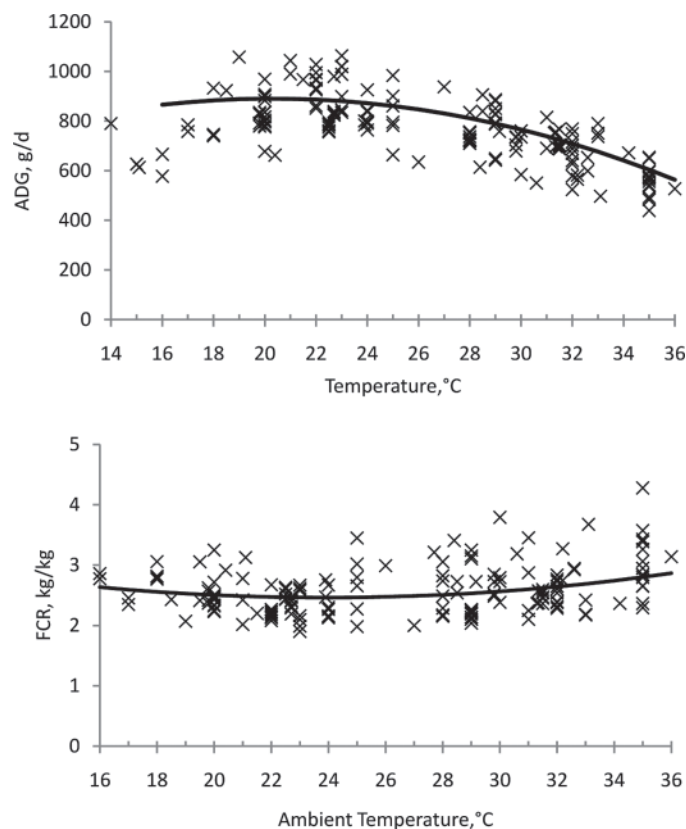 1200
1000
800
600
400
200
0
ADG, g/d
14 16 18 20 22 24 26 28 30 32 34 36
Temperature,°C
5
4
3
2
1
0
FCR, kg/kg
16 18 20 22 24 26 28 30 32 34 36
Ambient Temperature,°C